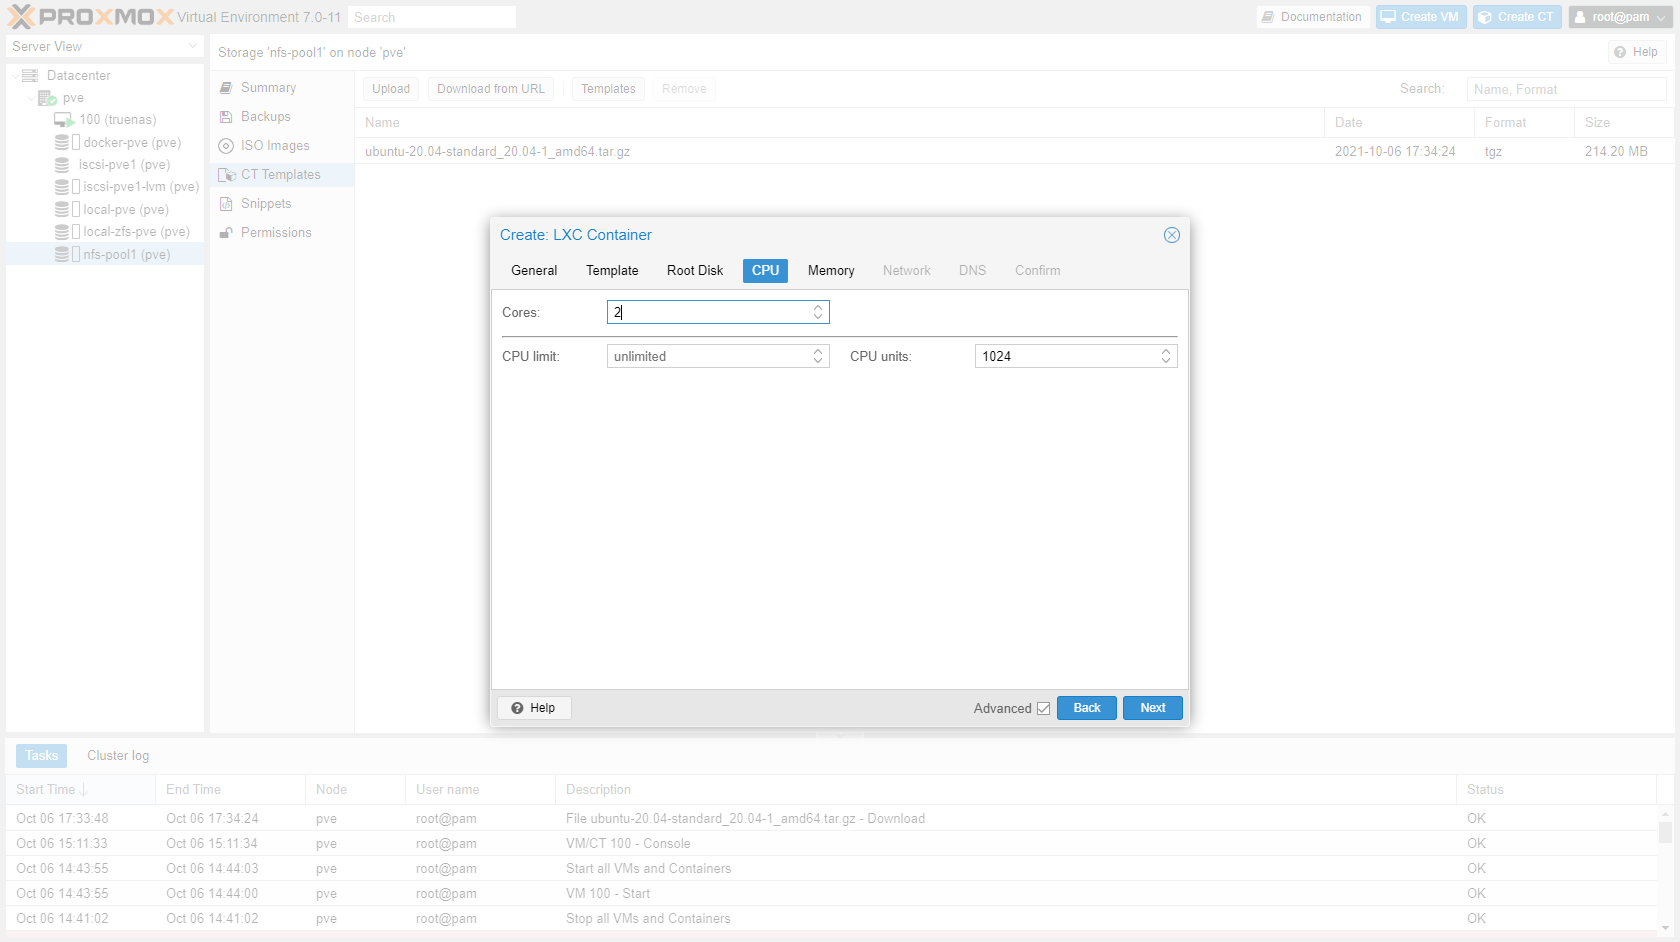 PROXMOX Virtual Environment 7.0-11 Search Documentation Create VM Create CT root@pam
Server View
Storage 'nfs-pool1' on node 'pve' Help
Datacenter
pve
100 (truenas)
docker-pve (pve)
iscsi-pve1 (pve)
iscsi-pve1-lvm (pve)
local-pve (pve)
local-zfs-pve (pve)
nfs-pool1 (pve)
Summary
Backups
ISO Images
CT Templates
Snippets
Permissions
Upload Download from URL Templates Remove Search: Name, Format
Name Date Format Size
ubuntu-20.04-standard_20.04-1_amd64.tar.gz 2021-10-06 17:34:24 tgz 214.20 MB
Create: LXC Container
General Template Root Disk CPU Memory Network DNS Confirm
Cores: 2
CPU limit: unlimited CPU units: 1024
Help Advanced Back Next
Tasks Cluster log
Start Time End Time Node User name Description Status
Oct 06 17:33:48 Oct 06 17:34:24 pve root@pam File ubuntu-20.04-standard_20.04-1_amd64.tar.gz - Download OK
Oct 06 15:11:33 Oct 06 15:11:34 pve root@pam VM/CT 100 - Console OK
Oct 06 14:43:55 Oct 06 14:44:03 pve root@pam Start all VMs and Containers OK
Oct 06 14:43:55 Oct 06 14:44:00 pve root@pam VM 100 - Start OK
Oct 06 14:41:02 Oct 06 14:41:02 pve root@pam Stop all VMs and Containers OK